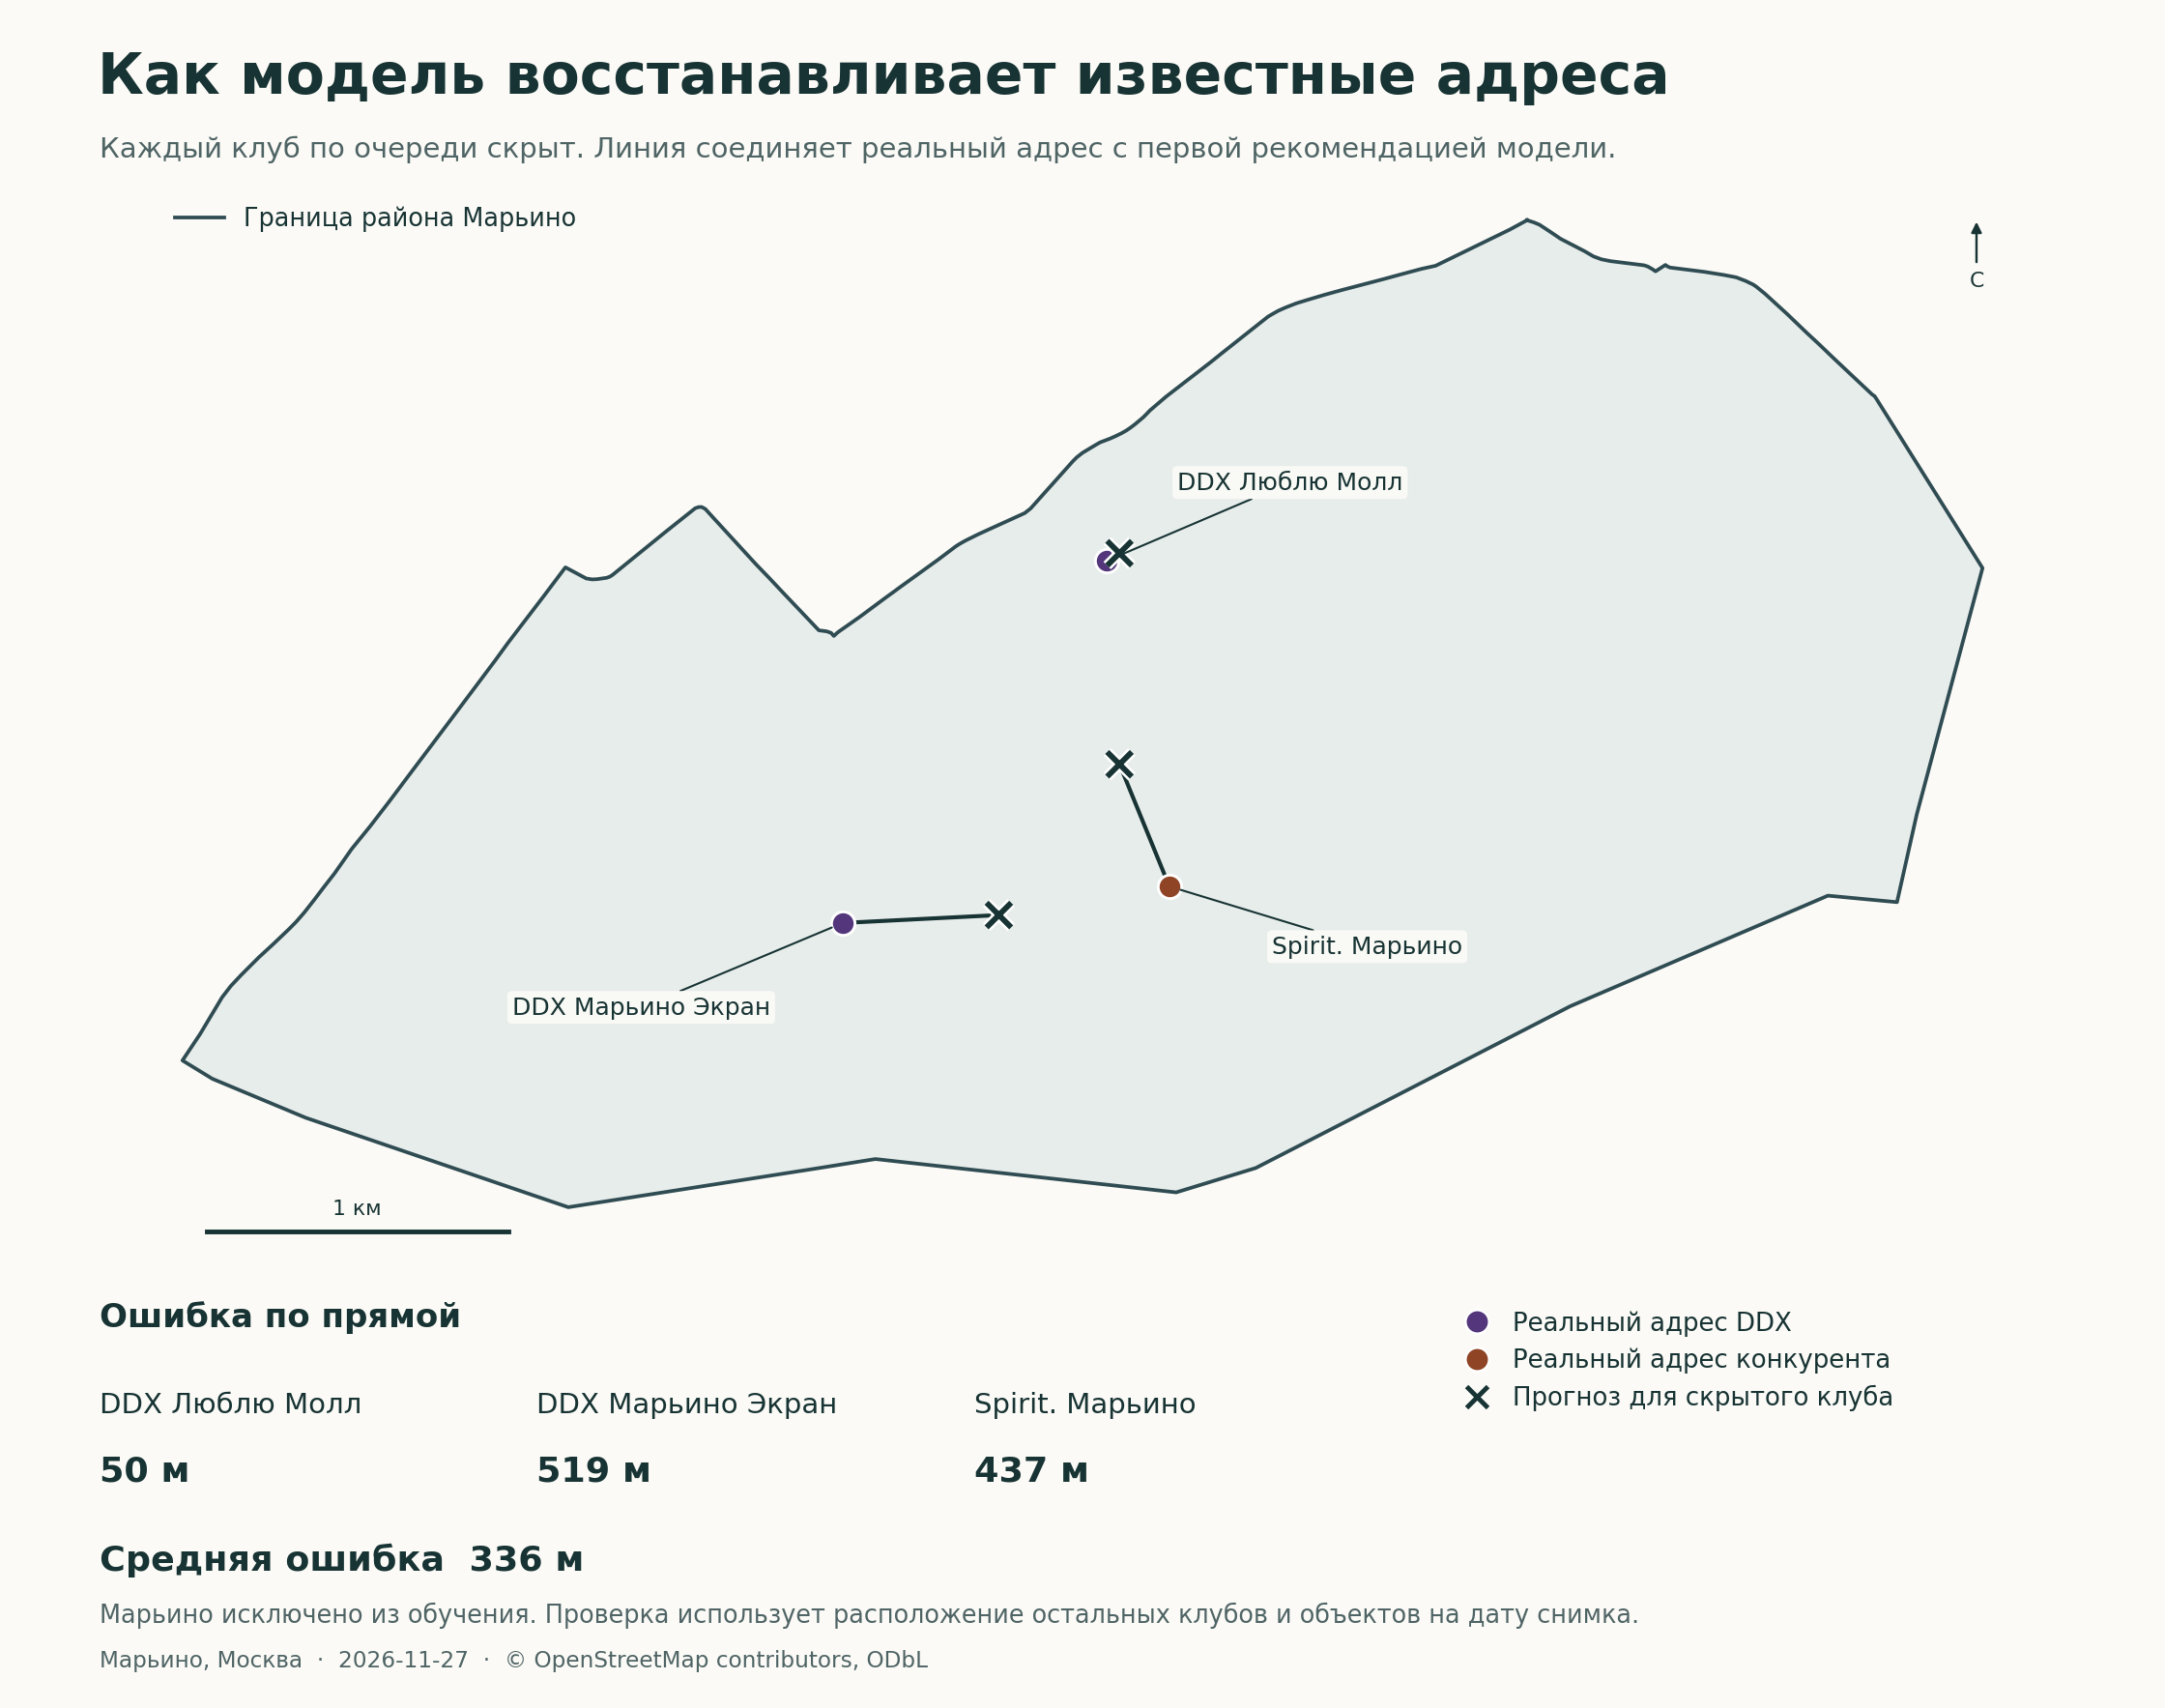 Как модель восстанавливает известные адреса
Каждый клуб по очереди скрыт. Линия соединяет реальный адрес с первой рекомендацией модели.
Граница района Марьино
С
DDX Люблю Молл
Spirit. Марьино
DDX Марьино Экран
1 км
Ошибка по прямой
DDX Люблю Молл
50 м
DDX Марьино Экран
519 м
Spirit. Марьино
437 м
Реальный адрес DDX
Реальный адрес конкурента
Прогноз для скрытого клуба
Средняя ошибка 336 м
Марьино исключено из обучения. Проверка использует расположение остальных клубов и объектов на дату снимка.
Марьино, Москва · 2026-11-27 · © OpenStreetMap contributors, ODbL